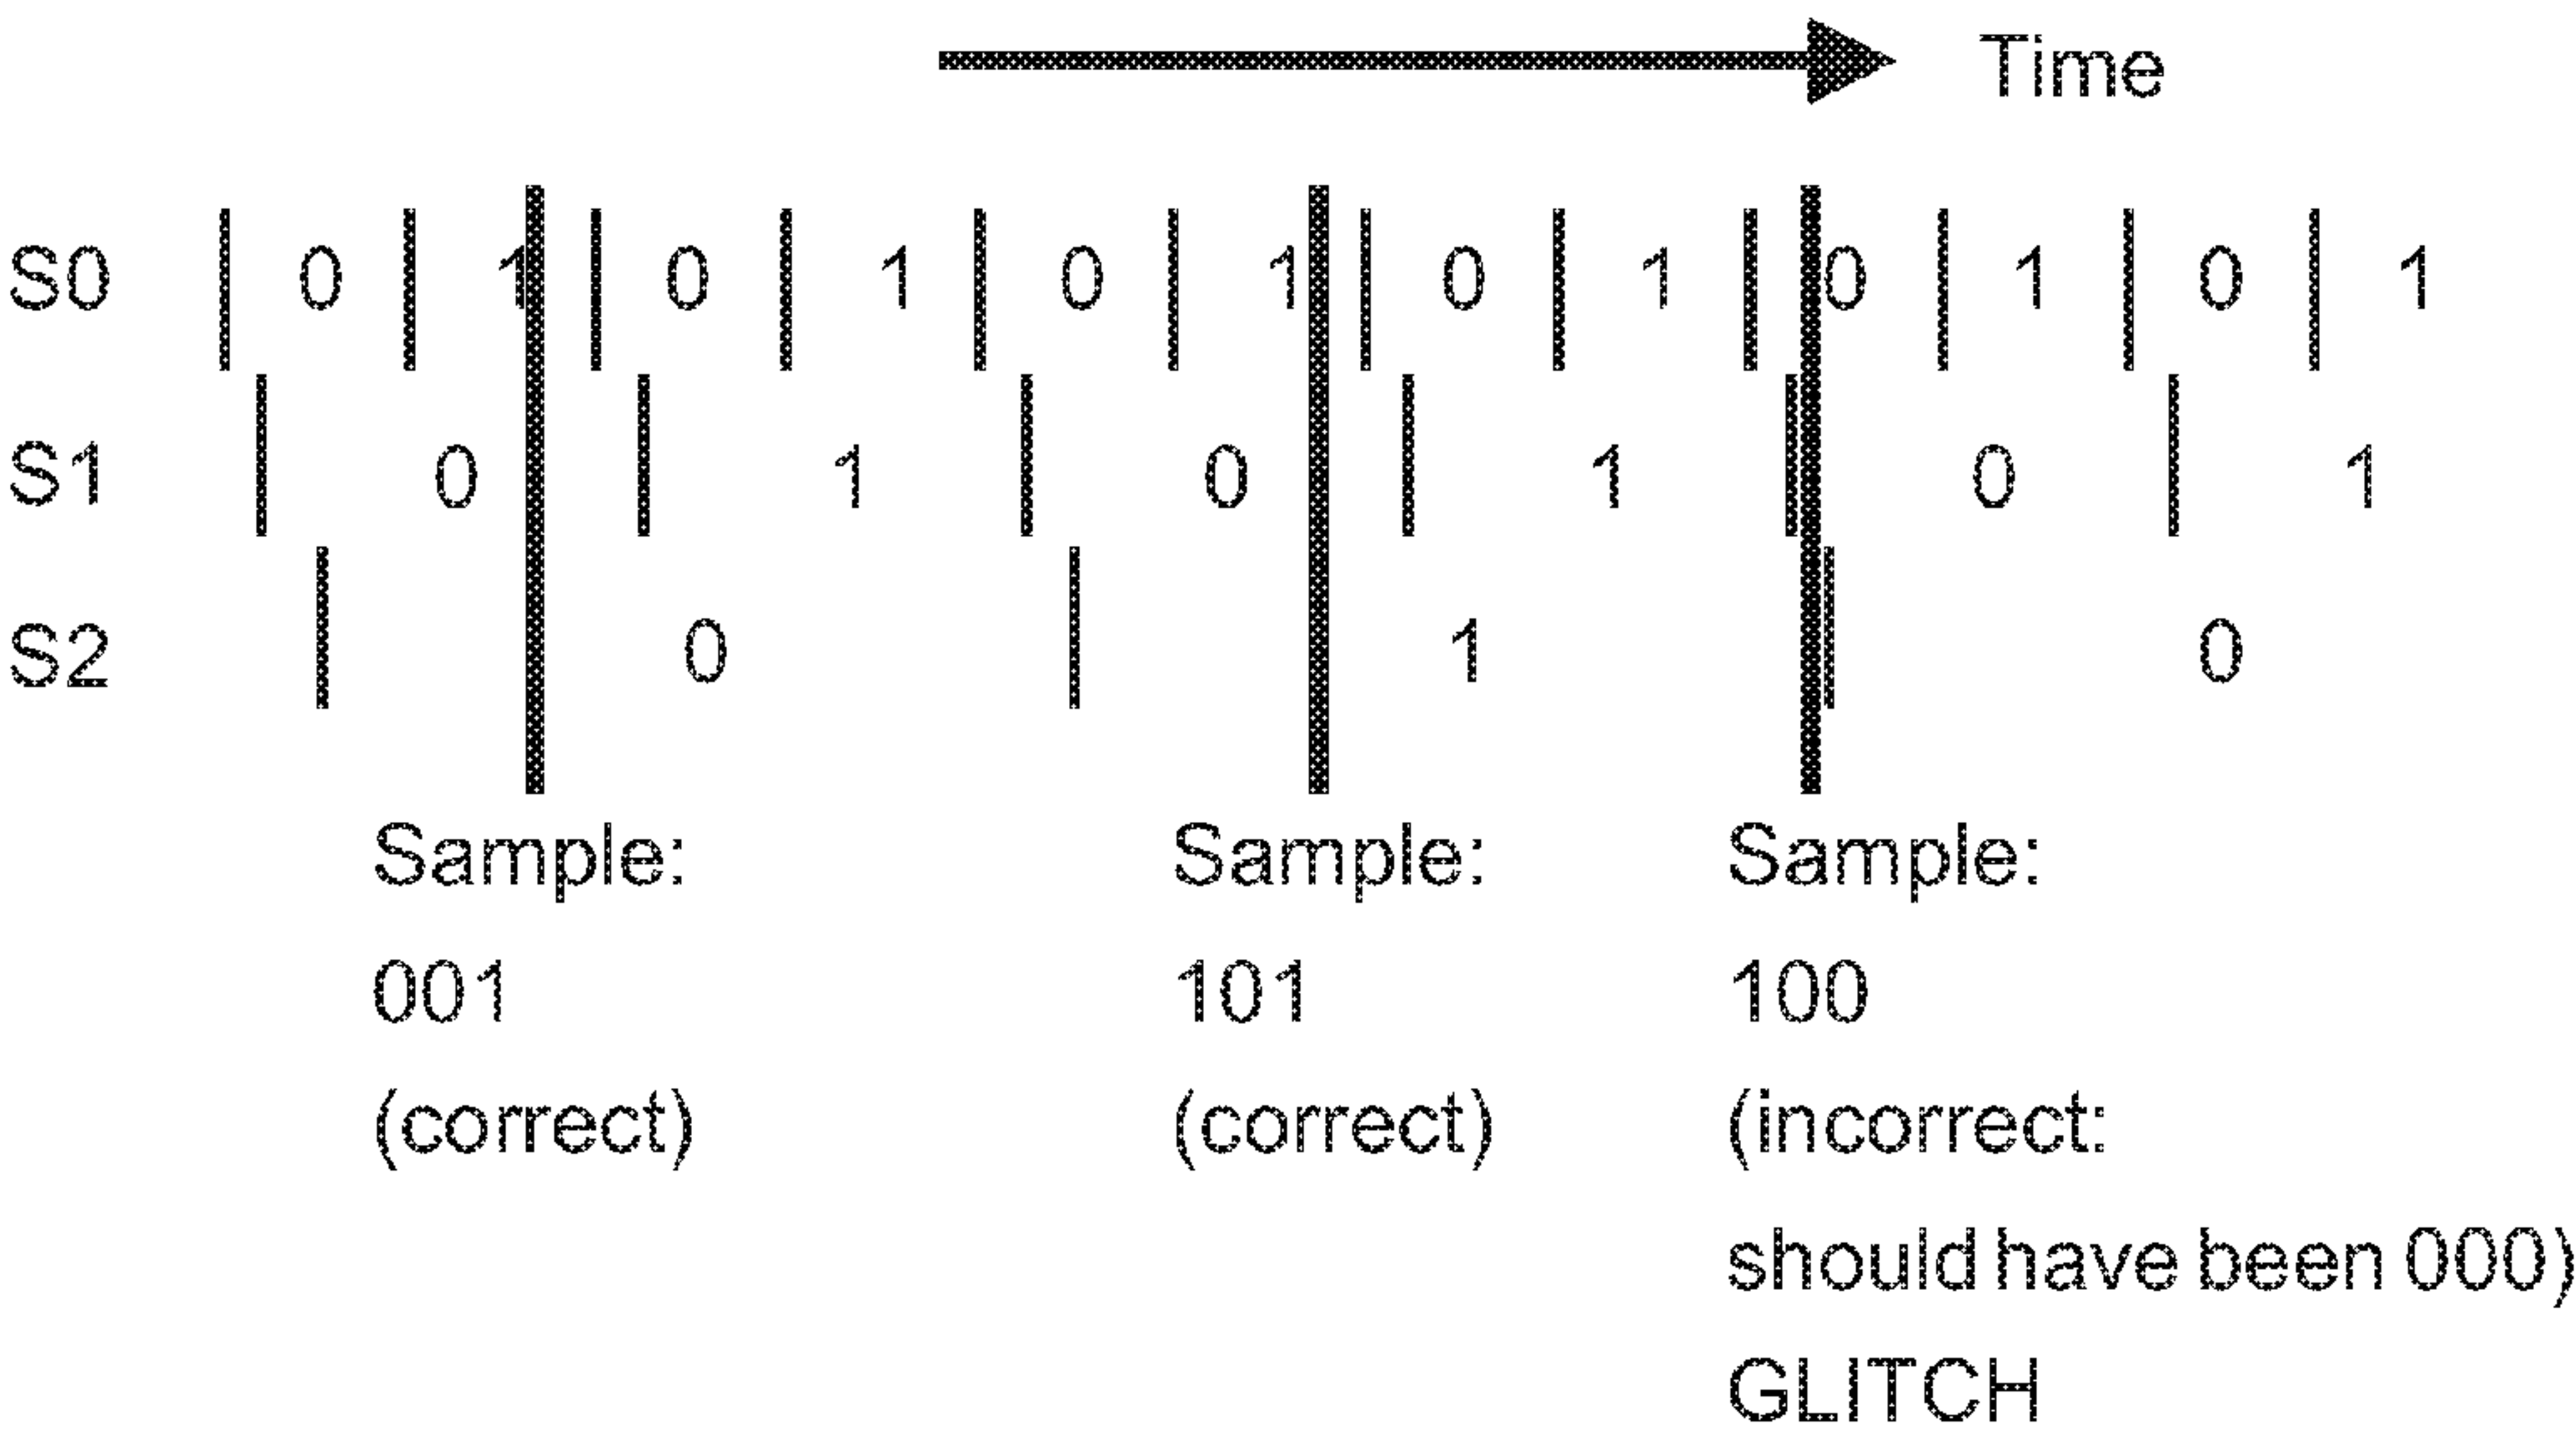 Time
S0 0 1 0 1 0 1 0 1 0 1 0 1
S1 0 1 0 1 0 1
S2 0 1 0
Sample: Sample: Sample:
001 101 100
(correct) (correct) (incorrect:
should have been 000)
GLITCH